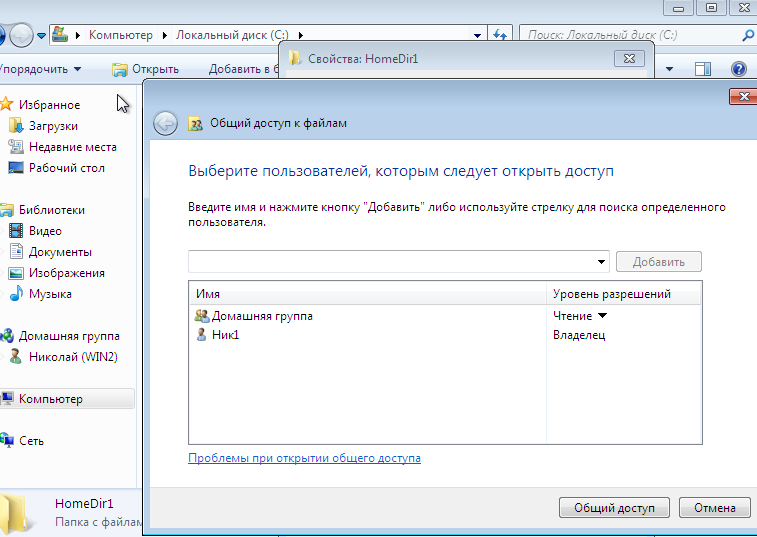 Компьютер
Локальный диск (C:)
Поиск: Локальный диск (C:)
Свойства: HomeDir1
Упорядочить
Открыть
Добавить в б
Избранное
Загрузки
Недавние места
Рабочий стол
Библиотеки
Видео
Документы
Изображения
Музыка
Домашняя группа
Николай (WIN2)
Компьютер
Сеть
HomeDir1
Папка с файлам
Общий доступ к файлам
Выберите пользователей, которым следует открыть доступ
Введите имя и нажмите кнопку "Добавить" либо используйте стрелку для поиска определенного
пользователя.
Добавить
Имя
Уровень разрешений
Домашняя группа
Чтение
Ник1
Владелец
Проблемы при открытии общего доступа
Общий доступ
Отмена